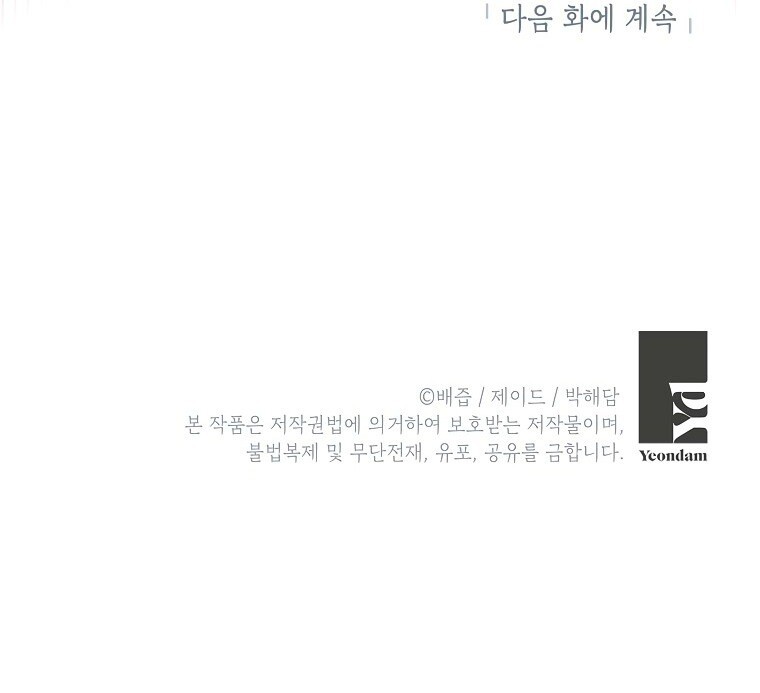 다음 화에 계속
©배즙 / 제이드 / 박해담
본 작품은 저작권법에 의거하여 보호받는 저작물이며,
불법복제 및 무단전재, 유포, 공유를 금합니다.
Yd
Yeondam